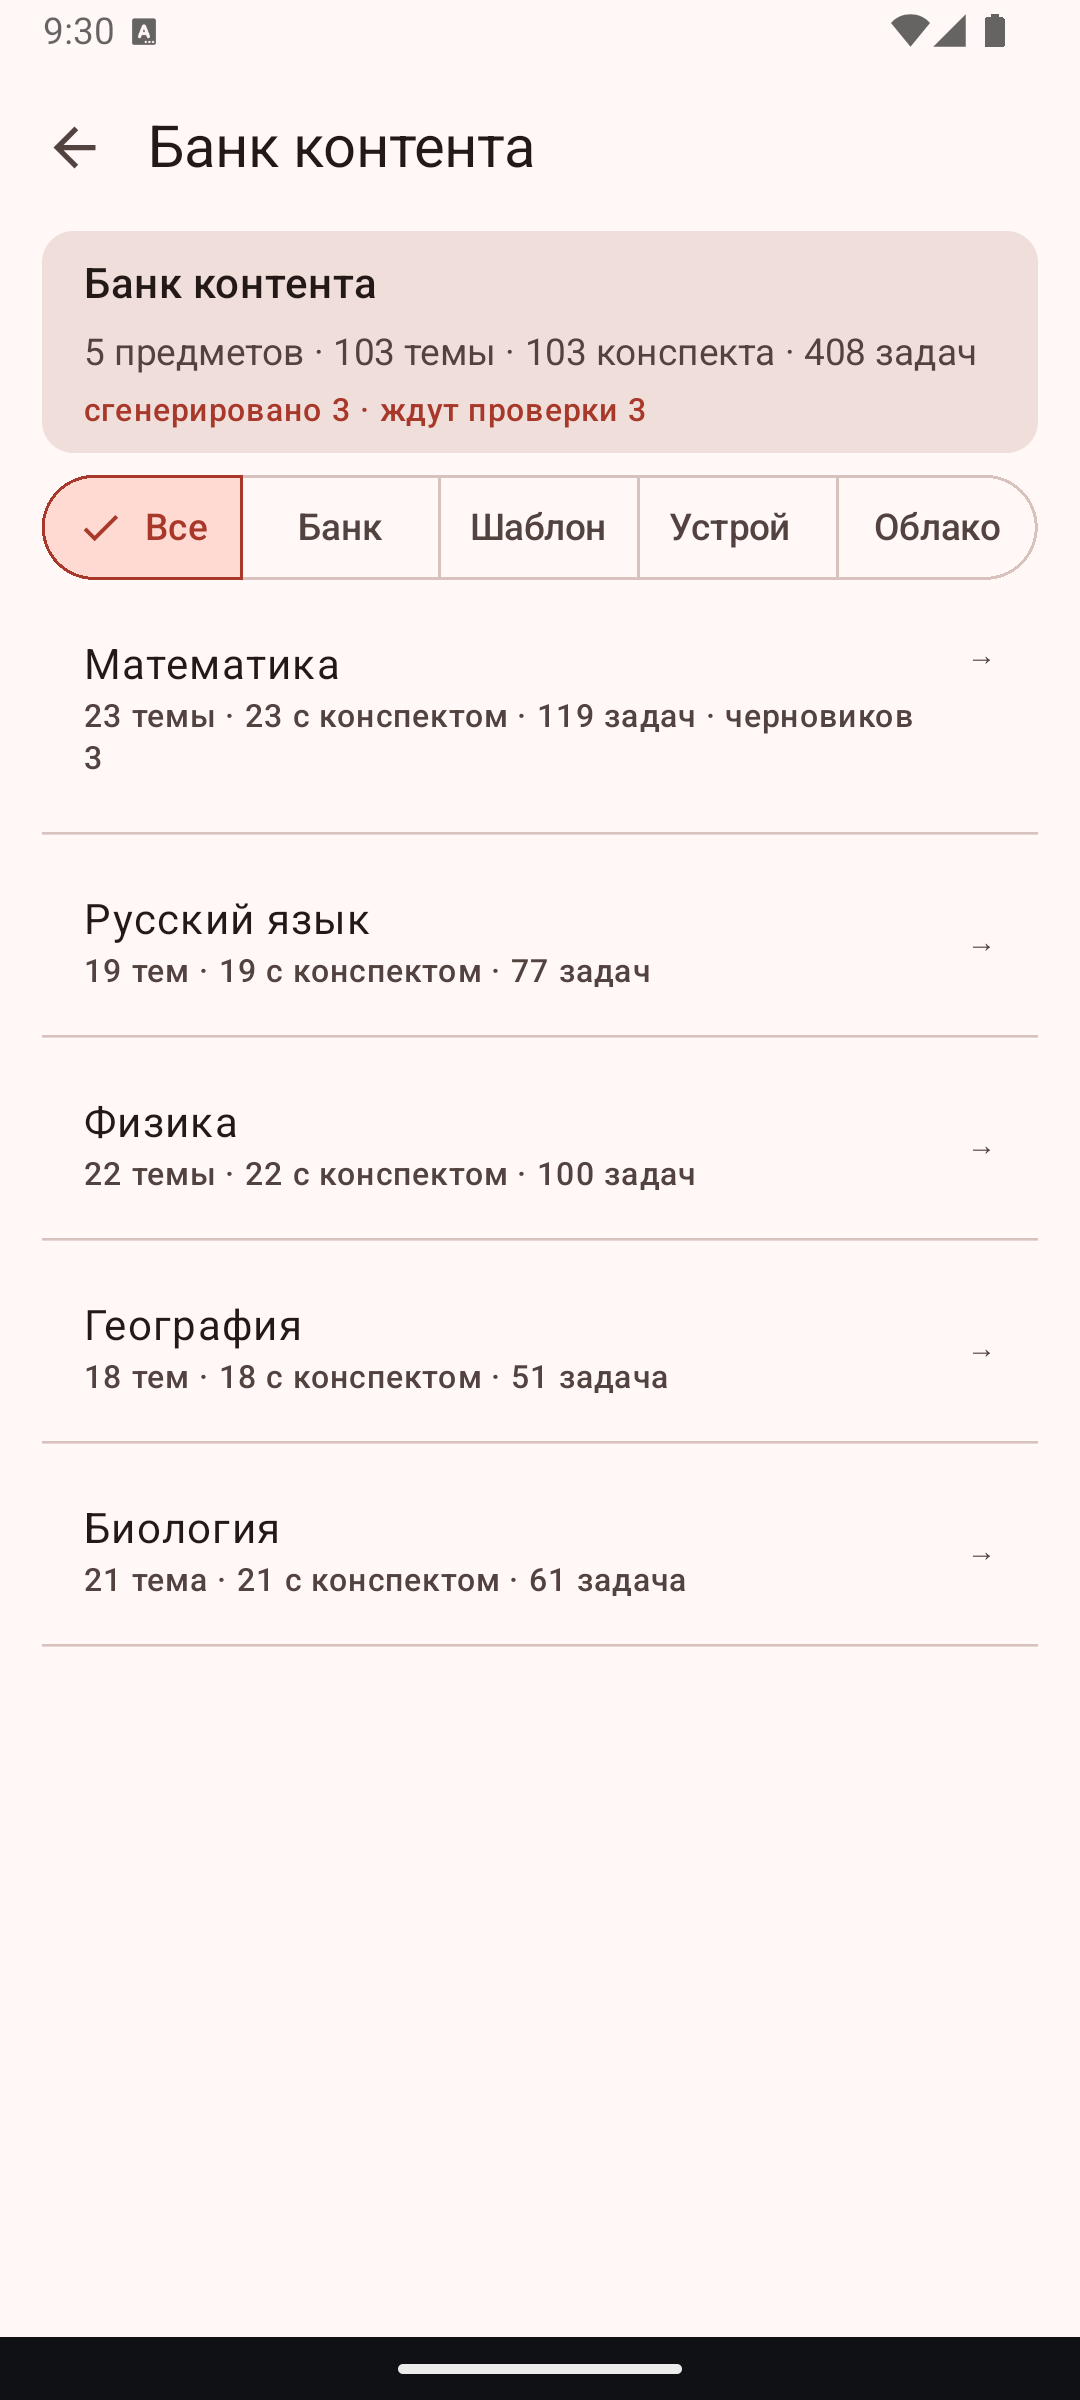 9:30
Банк контента
Банк контента
5 предметов · 103 темы · 103 конспекта · 408 задач
сгенерировано 3 · ждут проверки 3
Все Банк Шаблон Устрой Облако
Математика →
23 темы · 23 с конспектом · 119 задач · черновиков
3
Русский язык →
19 тем · 19 с конспектом · 77 задач
Физика →
22 темы · 22 с конспектом · 100 задач
География →
18 тем · 18 с конспектом · 51 задача
Биология →
21 тема · 21 с конспектом · 61 задача